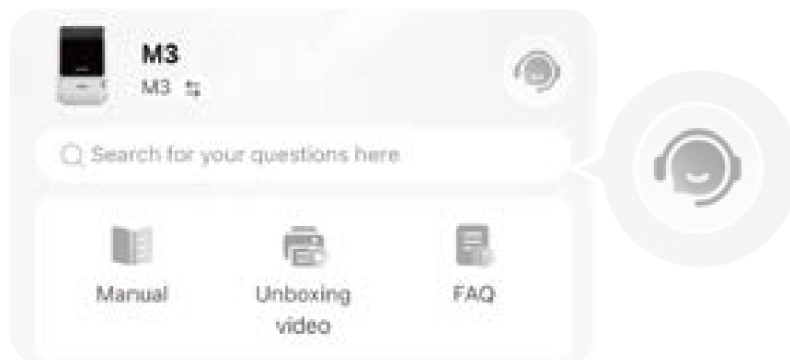 M3
M3
Search for your questions here
Manual
Unboxing
video
FAQ